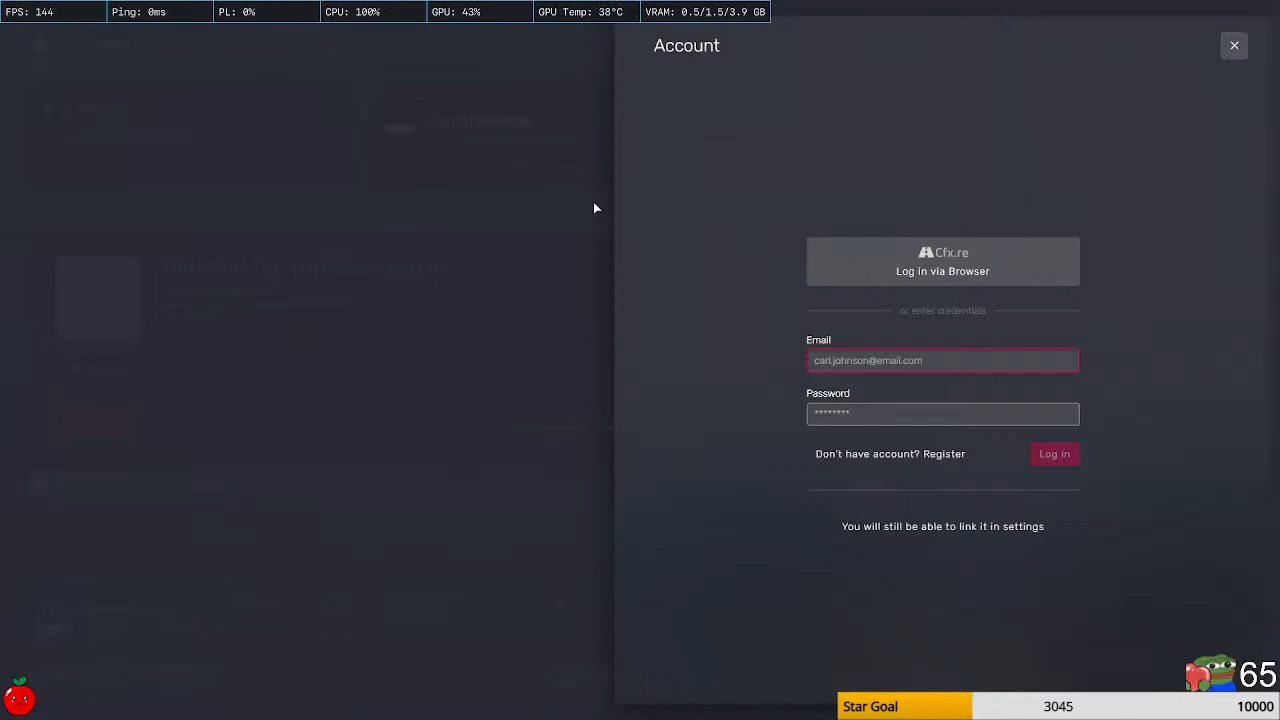 FPS: 144 Ping: 0ms PL: 0% CPU: 100% GPU: 43% GPU Temp: 38°C VRAM: 0.5/1.5/3.9 GB
Account
Cfx.re
Log in via Browser
or enter credentials
Email
carl.johnson@email.com
Password
********
Don't have account? Register
Log in
You will still be able to link it in settings
65
Star Goal 3045 10000